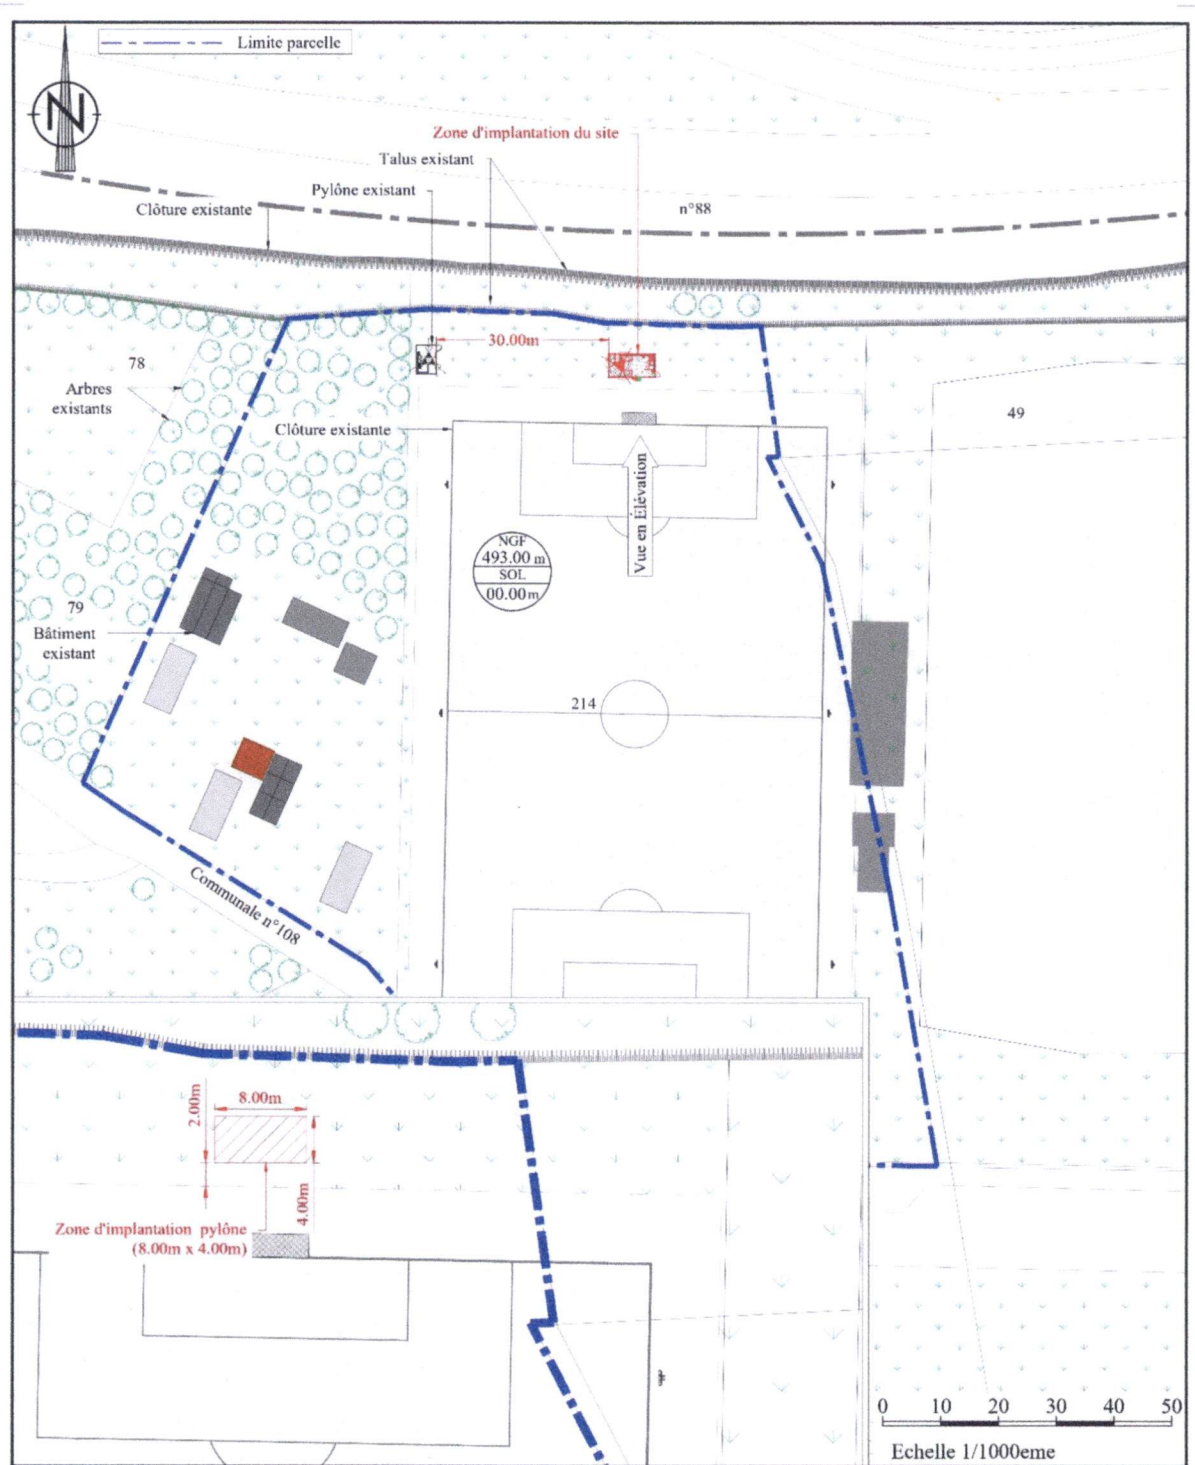 Limite parcelle
N
Zone d'implantation du site
Talus existant
Pylône existant
Clôture existante
n°88
30.00m
78
Arbres
existants
Clôture existante
49
Vue en Élévation
NGF
493.00 m
SOL
00.00 m
79
Bâtiment
existant
214
Communale n°108
2.00m
8.00m
4.00m
Zone d'implantation pylône
(8.00m x 4.00m)
0 10 20 30 40 50
Echelle 1/1000eme